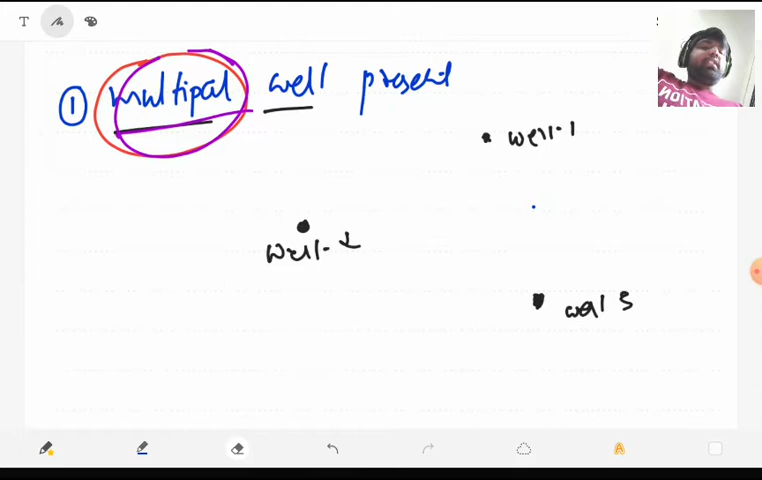 ① multipal well present
well-1
well-2
well 3
T
A